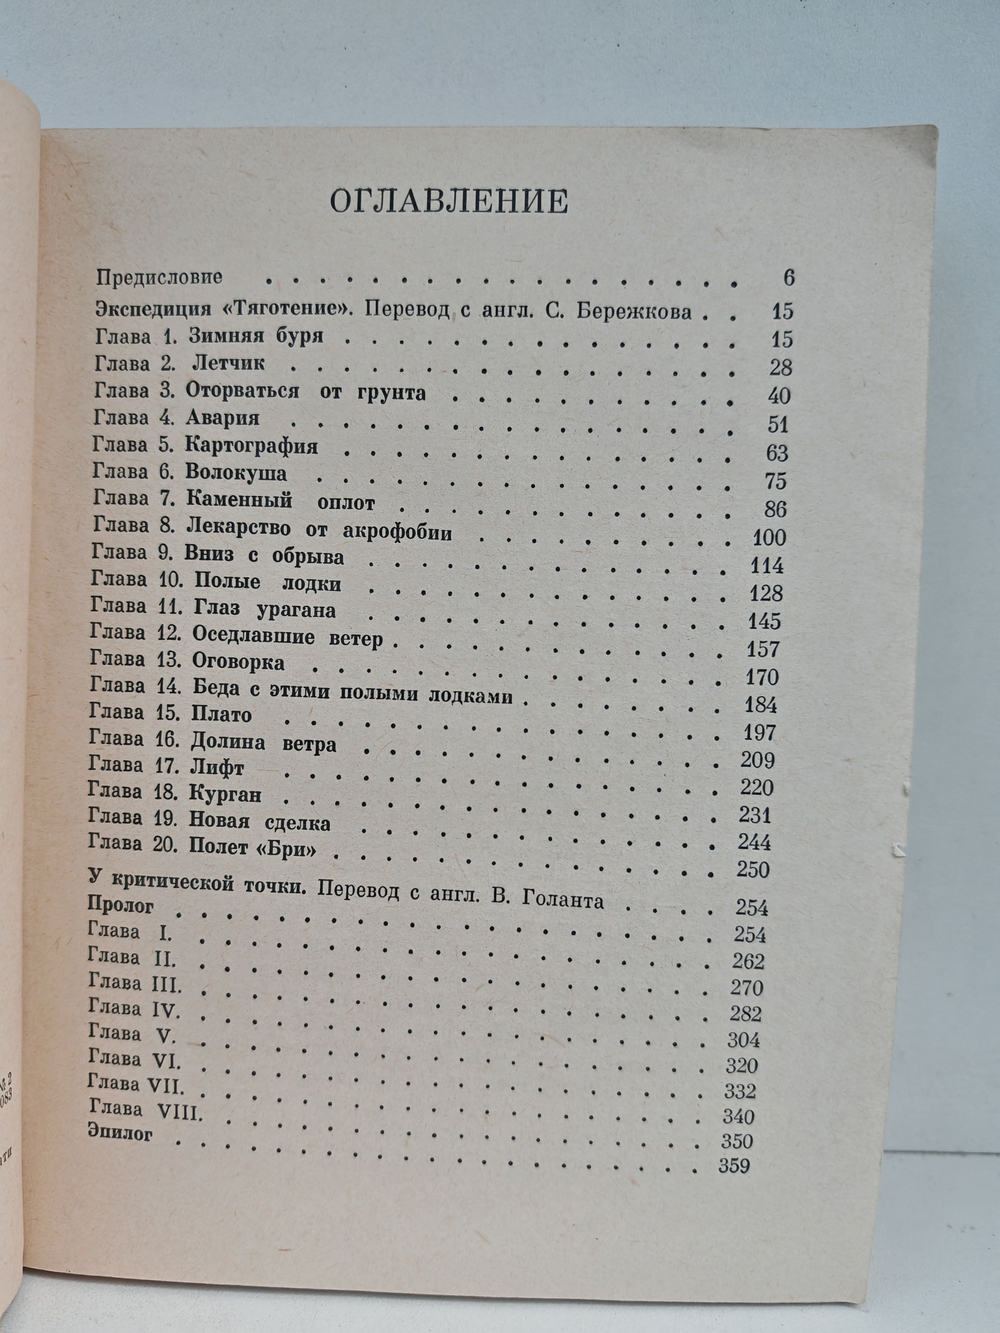 ОГЛАВЛЕНИЕ
Предисловие . . . . . . . . . . . . . . . . . . 6
Экспедиция «Тяготение». Перевод с англ. С. Бережкова . . 15
Глава 1. Зимняя буря . . . . . . . . . . . . . . . 15
Глава 2. Летчик . . . . . . . . . . . . . . . . . 28
Глава 3. Оторваться от грунта . . . . . . . . . . . 40
Глава 4. Авария . . . . . . . . . . . . . . . . . 51
Глава 5. Картография . . . . . . . . . . . . . . . 63
Глава 6. Волокуша . . . . . . . . . . . . . . . . 75
Глава 7. Каменный оплот . . . . . . . . . . . . . 86
Глава 8. Лекарство от акрофобии . . . . . . . . . . 100
Глава 9. Вниз с обрыва . . . . . . . . . . . . . . 114
Глава 10. Полые лодки . . . . . . . . . . . . . . 128
Глава 11. Глаз урагана . . . . . . . . . . . . . . 145
Глава 12. Оседлавшие ветер . . . . . . . . . . . . . 157
Глава 13. Оговорка . . . . . . . . . . . . . . . . 170
Глава 14. Беда с этими полыми лодками . . . . . . . . 184
Глава 15. Плато . . . . . . . . . . . . . . . . . 197
Глава 16. Долина ветра . . . . . . . . . . . . . . 209
Глава 17. Лифт . . . . . . . . . . . . . . . . . 220
Глава 18. Курган . . . . . . . . . . . . . . . . . 231
Глава 19. Новая сделка . . . . . . . . . . . . . . 244
Глава 20. Полет «Бри» . . . . . . . . . . . . . . . 250
У критической точки. Перевод с англ. В. Голанта . . . . 254
Пролог . . . . . . . . . . . . . . . . . . . . . 254
Глава I. . . . . . . . . . . . . . . . . . . . . 262
Глава II. . . . . . . . . . . . . . . . . . . . . 270
Глава III. . . . . . . . . . . . . . . . . . . . . 282
Глава IV. . . . . . . . . . . . . . . . . . . . . 304
Глава V. . . . . . . . . . . . . . . . . . . . . 320
Глава VI. . . . . . . . . . . . . . . . . . . . . 332
Глава VII. . . . . . . . . . . . . . . . . . . . . 340
Глава VIII. . . . . . . . . . . . . . . . . . . . 350
Эпилог . . . . . . . . . . . . . . . . . . . . . 359
№ 2